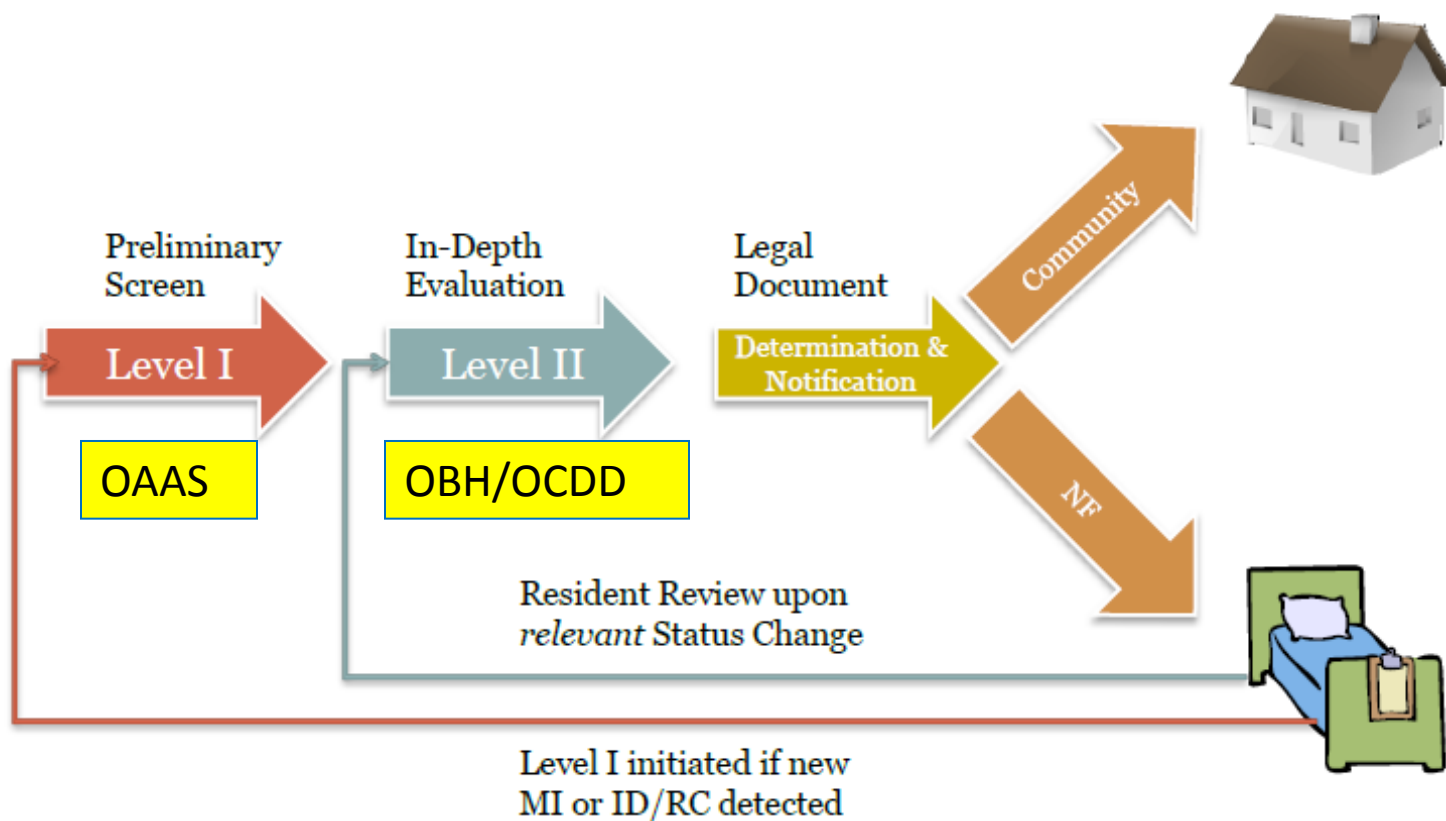 Preliminary
Screen
Level I
OAAS
In-Depth
Evaluation
Level II
OBH/OCDD
Legal
Document
Determination &
Notification
Community
NF
Resident Review upon
relevant Status Change
Level I initiated if new
MI or ID/RC detected